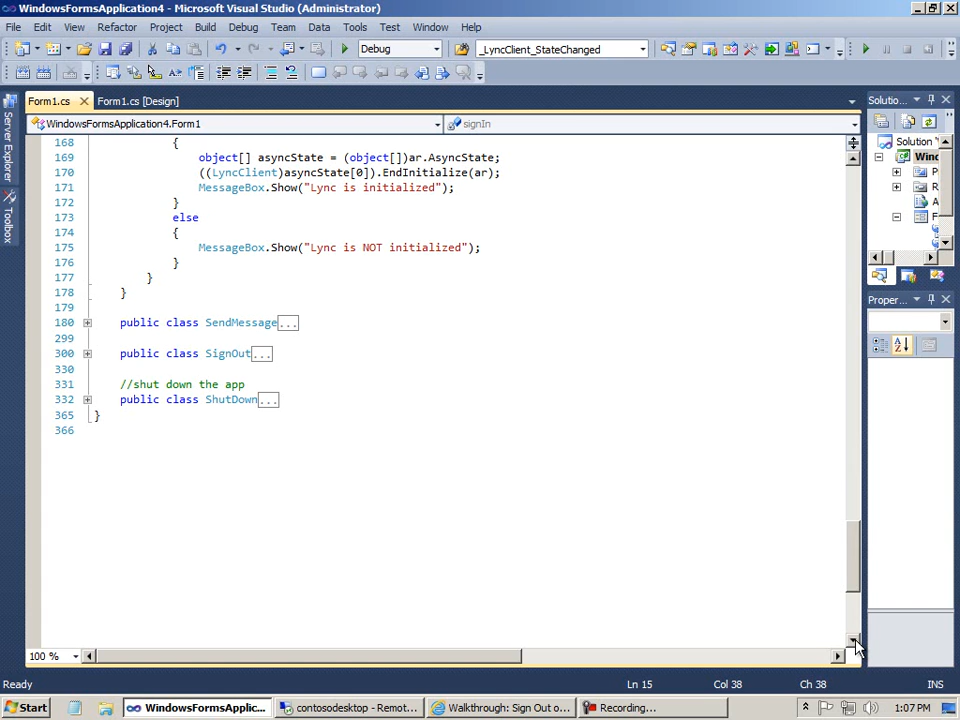 WindowsFormsApplication4 - Microsoft Visual Studio (Administrator)
File Edit View Refactor Project Build Debug Team Data Tools Test Window Help
Debug _LyncClient_StateChanged
Form1.cs Form1.cs [Design] Solutio...
WindowsFormsApplication4.Form1 signIn
168 {
169 object[] asyncState = (object[])ar.AsyncState;
170 ((LyncClient)asyncState[0]).EndInitialize(ar);
171 MessageBox.Show("Lync is initialized");
172 }
173 else
174 {
175 MessageBox.Show("Lync is NOT initialized");
176 }
177 }
178 }
179
180 public class SendMessage...
299
300 public class SignOut...
330
331 //shut down the app
332 public class ShutDown...
365 }
366
Server Explorer
Toolbox
Solution '
Winc
P
R
A
F
Proper...
100 %
Ready Ln 15 Col 38 Ch 38 INS
Start WindowsFormsApplic... contosodesktop - Remot... Walkthrough: Sign Out o... Recording... 1:07 PM